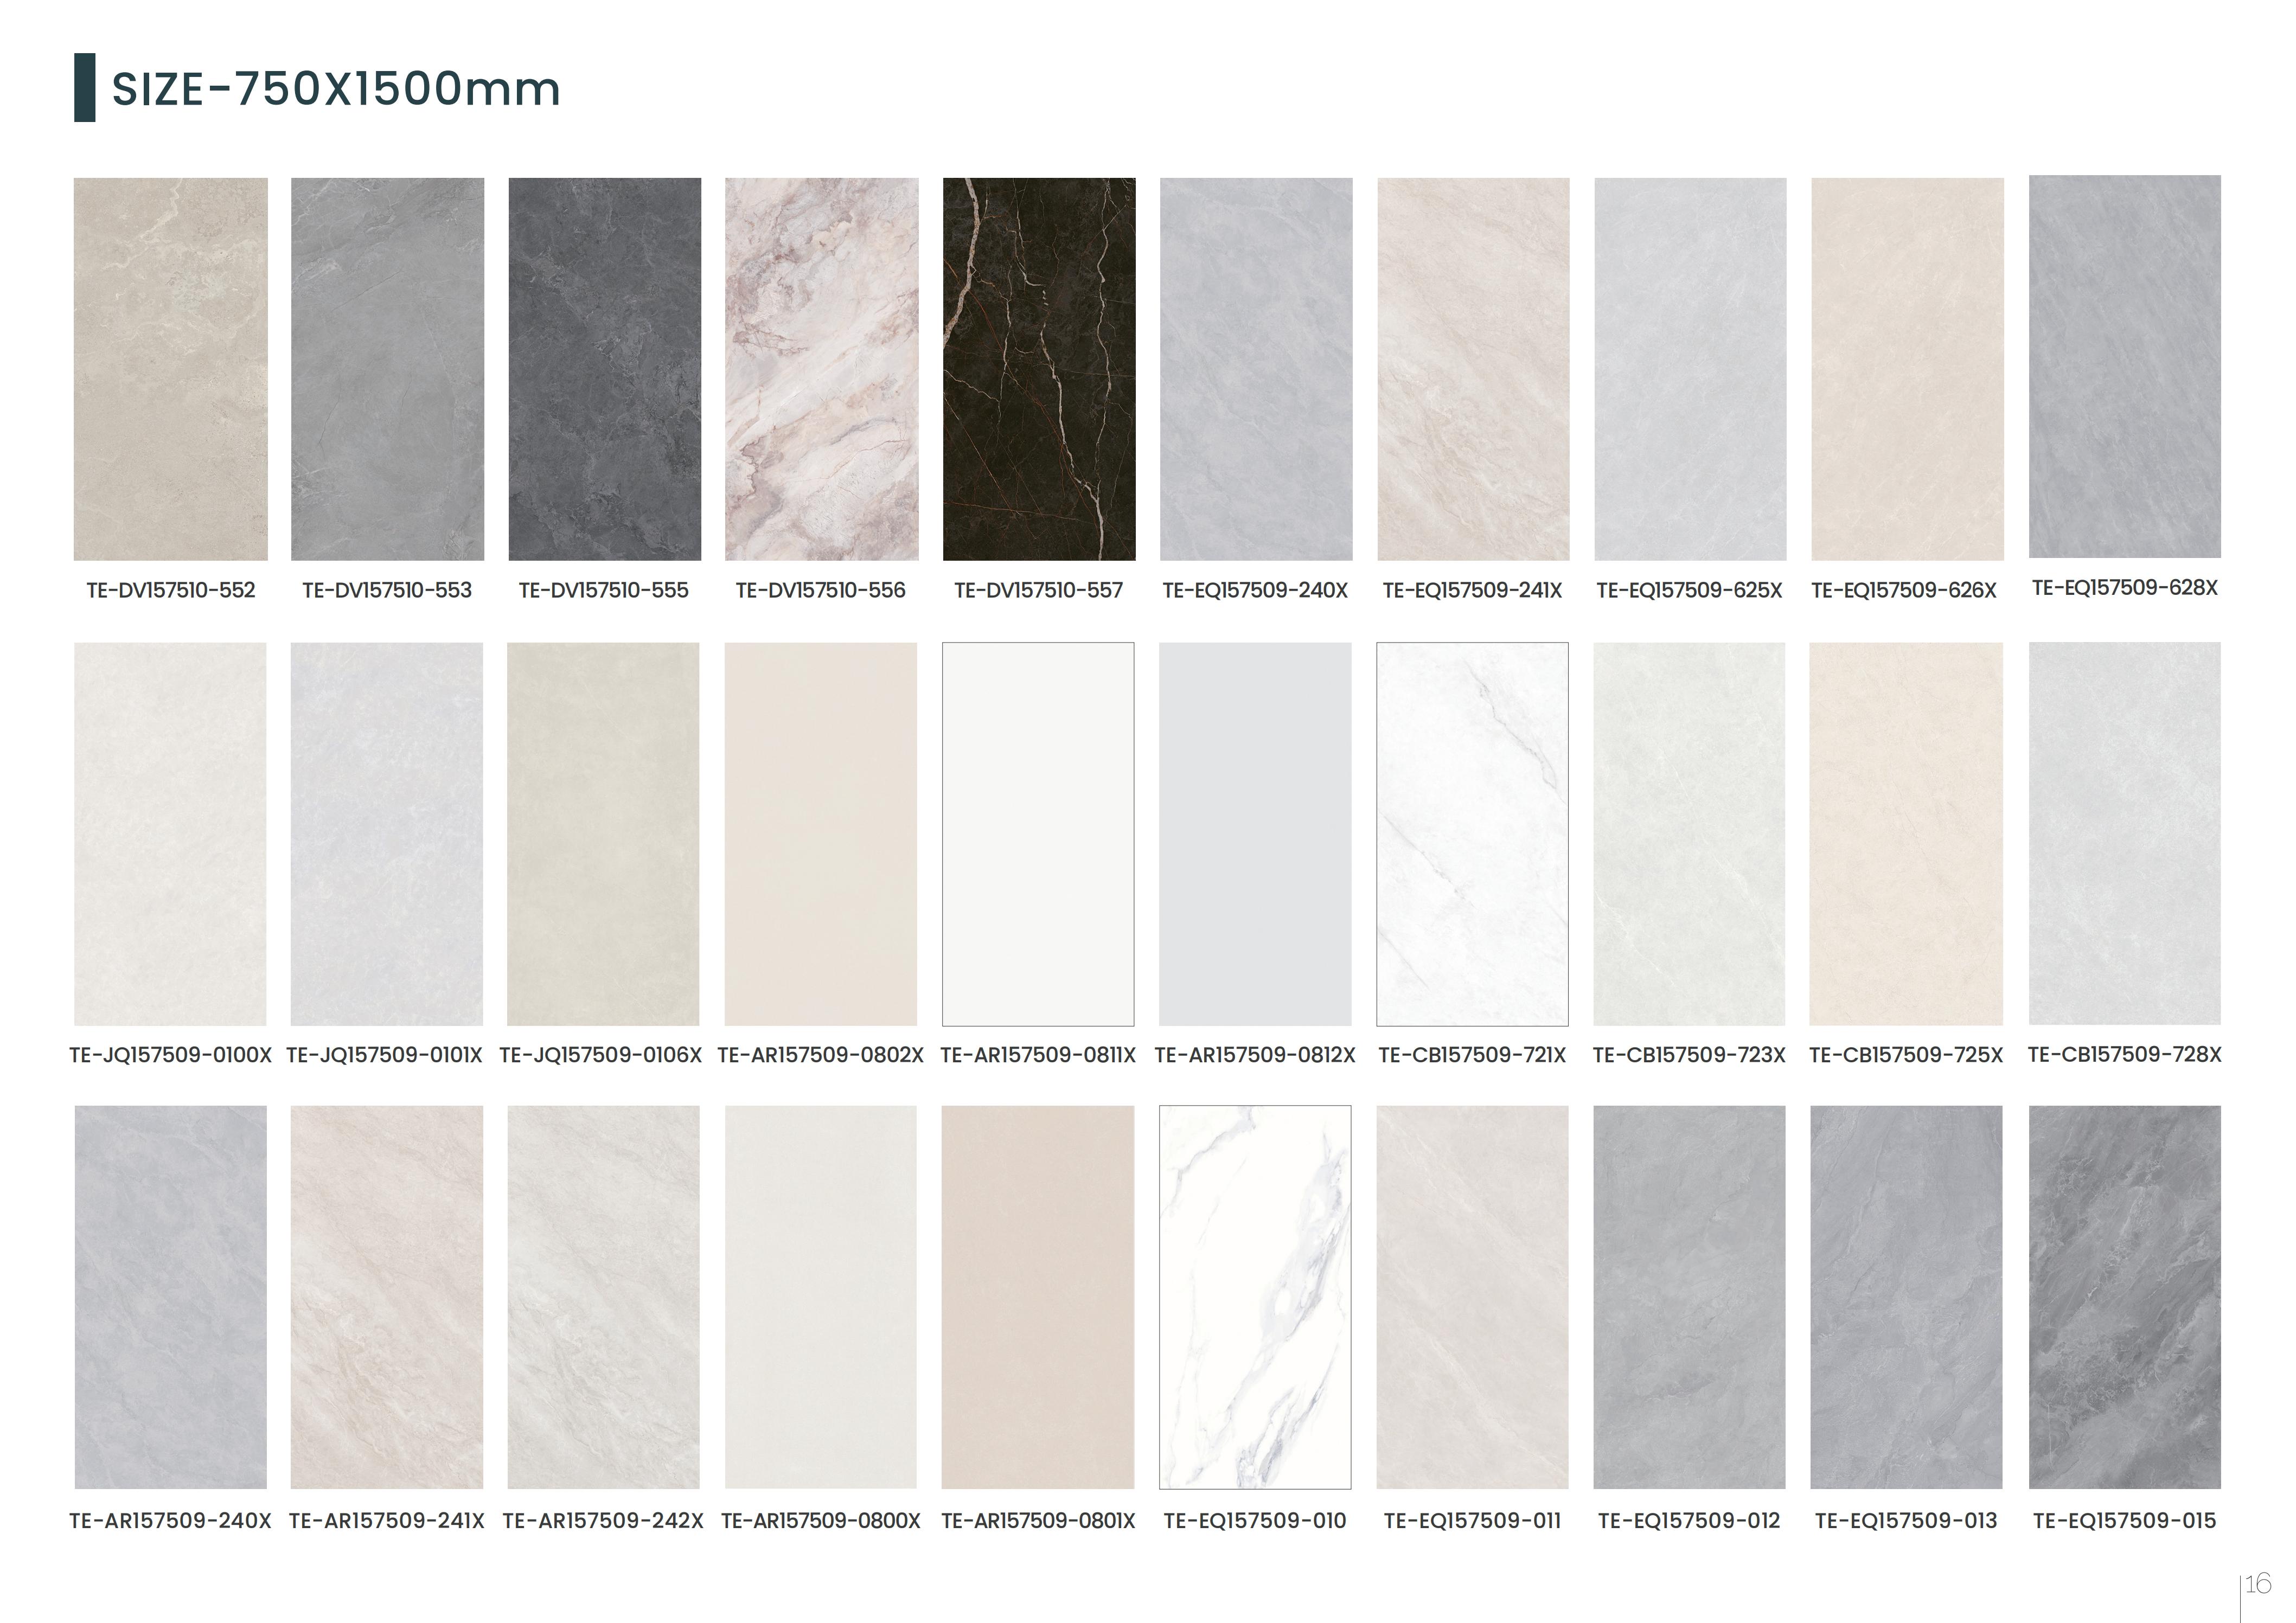 SIZE-750X1500mm
TE-DV157510-552 TE-DV157510-553 TE-DV157510-555 TE-DV157510-556 TE-DV157510-557 TE-EQ157509-240X TE-EQ157509-241X TE-EQ157509-625X TE-EQ157509-626X TE-EQ157509-628X
TE-JQ157509-0100X TE-JQ157509-0101X TE-JQ157509-0106X TE-AR157509-0802X TE-AR157509-0811X TE-AR157509-0812X TE-CB157509-721X TE-CB157509-723X TE-CB157509-725X TE-CB157509-728X
TE-AR157509-240X TE-AR157509-241X TE-AR157509-242X TE-AR157509-0800X TE-AR157509-0801X TE-EQ157509-010 TE-EQ157509-011 TE-EQ157509-012 TE-EQ157509-013 TE-EQ157509-015
16